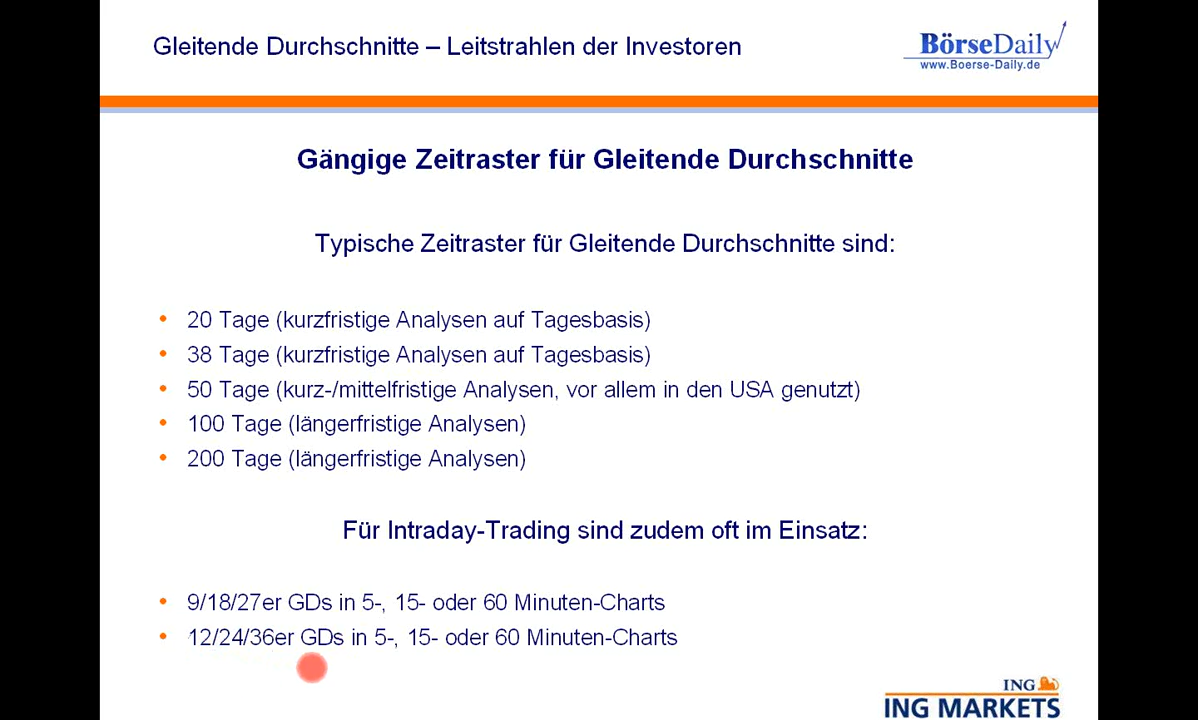 Gleitende Durchschnitte – Leitstrahlen der Investoren
BörseDaily
www.Boerse-Daily.de
Gängige Zeitraster für Gleitende Durchschnitte
Typische Zeitraster für Gleitende Durchschnitte sind:
• 20 Tage (kurzfristige Analysen auf Tagesbasis)
• 38 Tage (kurzfristige Analysen auf Tagesbasis)
• 50 Tage (kurz-/mittelfristige Analysen, vor allem in den USA genutzt)
• 100 Tage (längerfristige Analysen)
• 200 Tage (längerfristige Analysen)
Für Intraday-Trading sind zudem oft im Einsatz:
• 9/18/27er GDs in 5-, 15- oder 60 Minuten-Charts
• 12/24/36er GDs in 5-, 15- oder 60 Minuten-Charts
ING
ING MARKETS